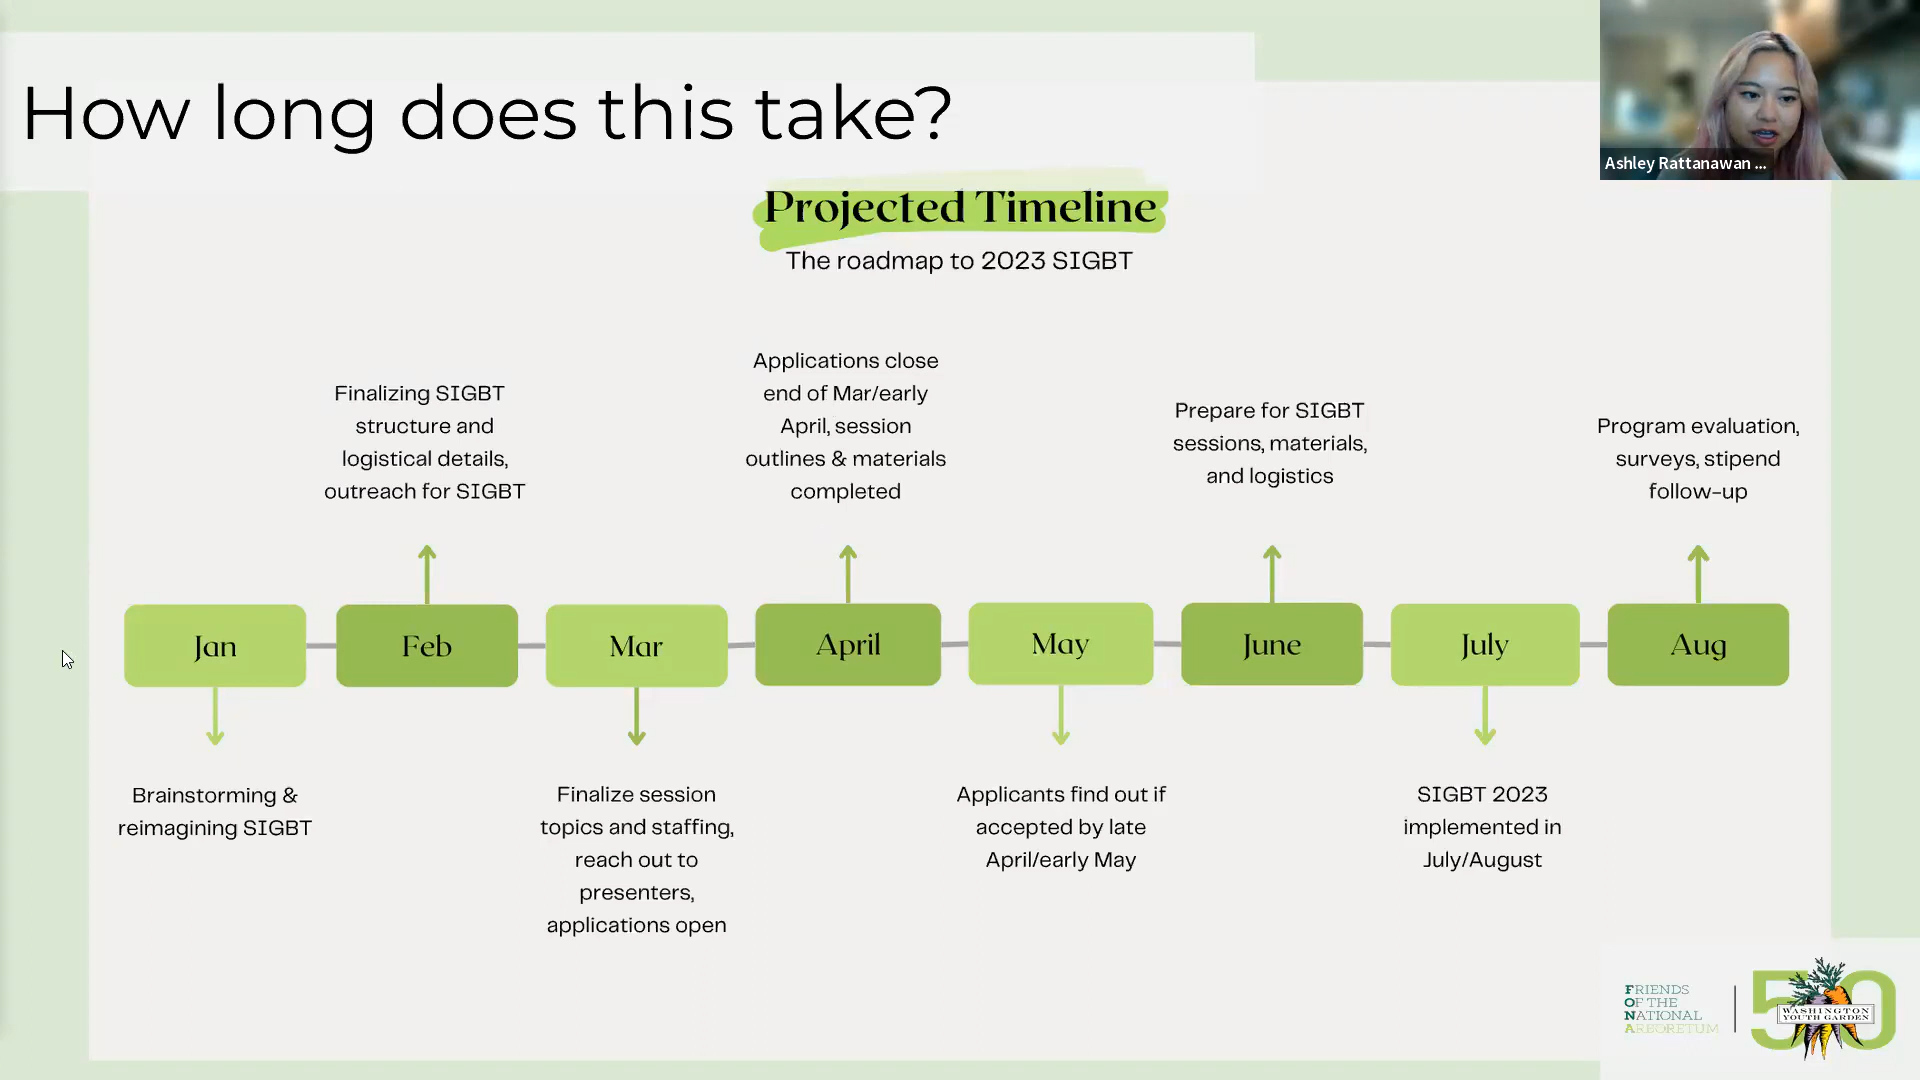 How long does this take?
Ashley Rattanawan ...
Projected Timeline
The roadmap to 2023 SIGBT
Finalizing SIGBT
structure and
logistical details,
outreach for SIGBT
Applications close
end of Mar/early
April, session
outlines & materials
completed
Prepare for SIGBT
sessions, materials,
and logistics
Program evaluation,
surveys, stipend
follow-up
Jan
Feb
Mar
April
May
June
July
Aug
Brainstorming &
reimagining SIGBT
Finalize session
topics and staffing,
reach out to
presenters,
applications open
Applicants find out if
accepted by late
April/early May
SIGBT 2023
implemented in
July/August
FRIENDS
OF THE
NATIONAL
ARBORETUM
50
WASHINGTON
YOUTH GARDEN